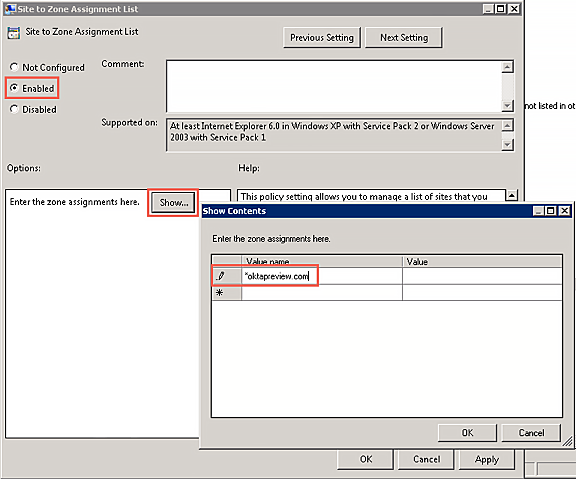 Site to Zone Assignment List
Site to Zone Assignment List
Previous Setting
Next Setting
Not Configured
Comment:
Enabled
Disabled
not listed in ot
Supported on:
At least Internet Explorer 6.0 in Windows XP with Service Pack 2 or Windows Server
2003 with Service Pack 1
Options:
Help:
Enter the zone assignments here.
Show...
This policy setting allows you to manage a list of sites that you
Show Contents
Enter the zone assignments here.
Value name
Value
*oktapreview.com
OK
Cancel
OK
Cancel
Apply